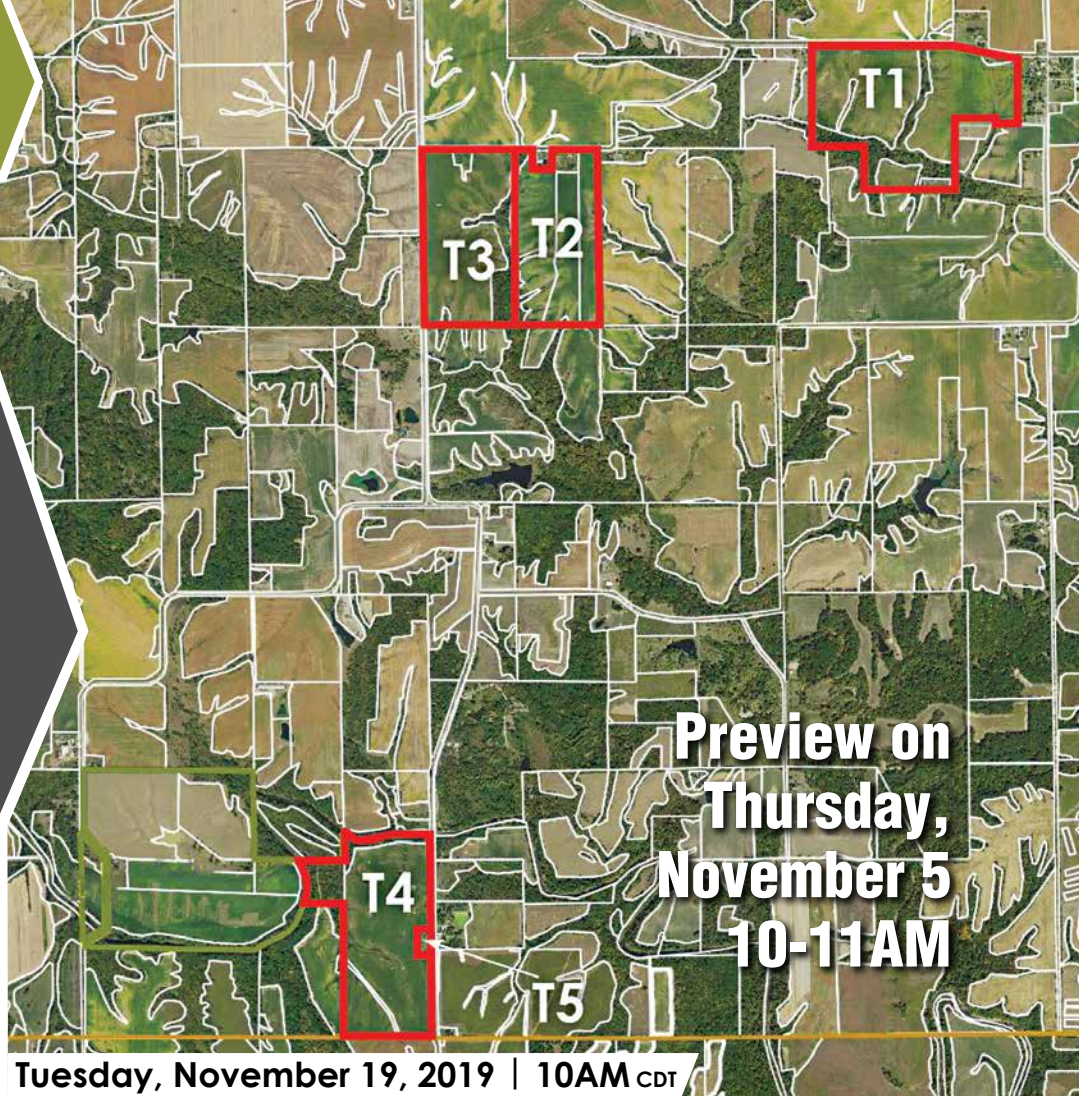 T1
T2
T3
Preview on
Thursday,
November 5
10-11AM
T4
T5
Tuesday, November 19, 2019 | 10AM CDT